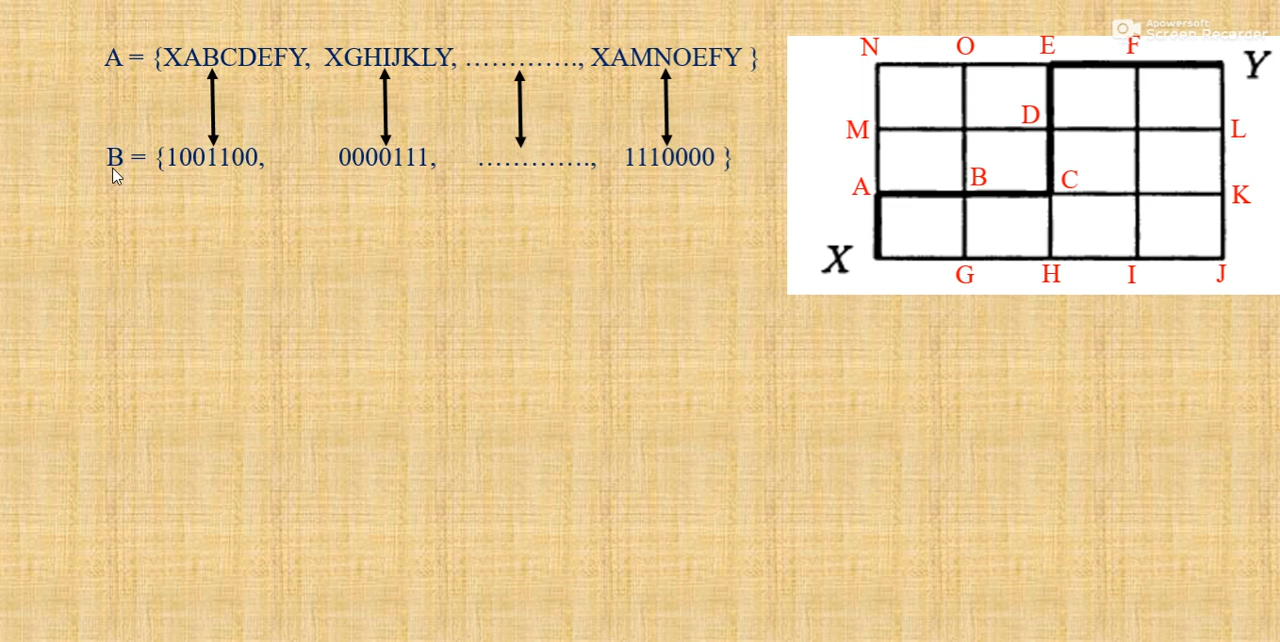 A = {XABCDEFY, XGHIJKLY, …………., XAMNOEFY }
B = {1001100, 0000111, …………., 1110000 }
Apowersoft
Screen Recorder
N O E F Y
M D L
A B C K
X
G H I J